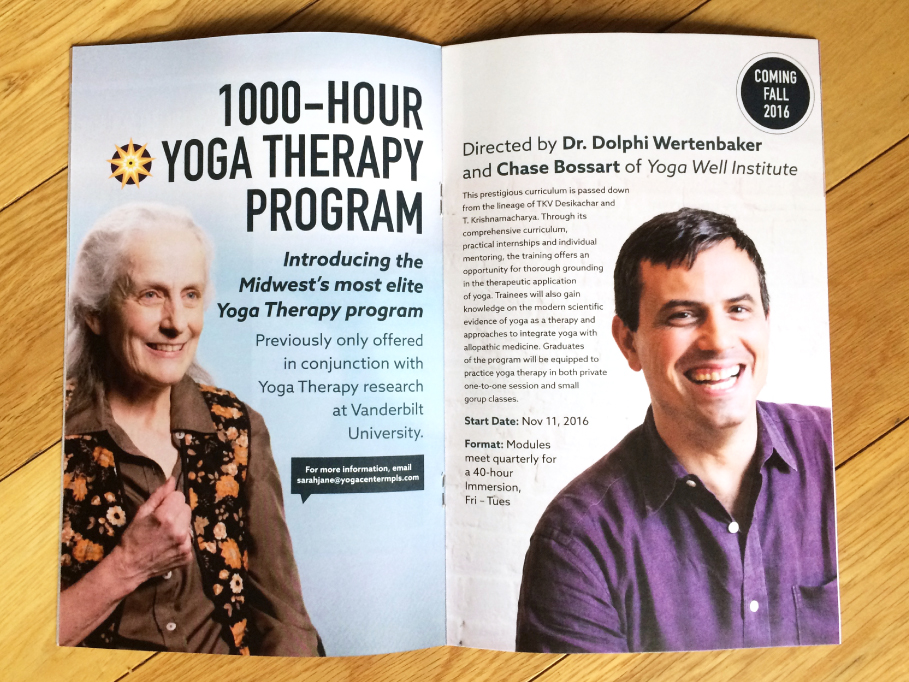 1000-HOUR
YOGA THERAPY
PROGRAM
Introducing the
Midwest's most elite
Yoga Therapy program
Previously only offered
in conjunction with
Yoga Therapy research
at Vanderbilt
University.
For more information, email
sarahjane@yogacentermpls.com
COMING
FALL
2016
Directed by Dr. Dolphi Wertenbaker
and Chase Bossart of Yoga Well Institute
This prestigious curriculum is passed down
from the lineage of TKV Desikachar and
T. Krishnamacharya. Through its
comprehensive curriculum,
practical internships and individual
mentoring, the training offers an
opportunity for thorough grounding
in the therapeutic application
of yoga. Trainees will also gain
knowledge on the modern scientific
evidence of yoga as a therapy and
approaches to integrate yoga with
allopathic medicine. Graduates
of the program will be equipped to
practice yoga therapy in both private
one-to-one session and small
gorup classes.
Start Date: Nov 11, 2016
Format: Modules
meet quarterly for
a 40-hour
Immersion,
Fri - Tues